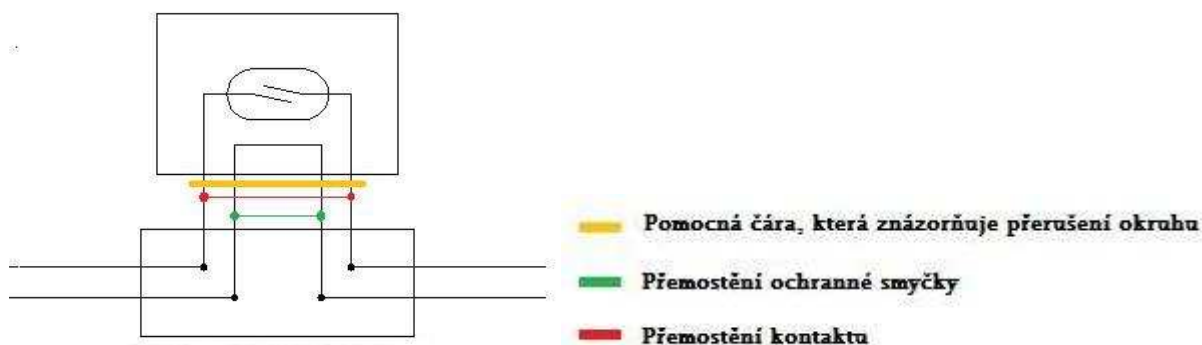 Pomocná čára, která znázorňuje přerušení okruhu
Přemostění ochranné smyčky
Přemostění kontaktu